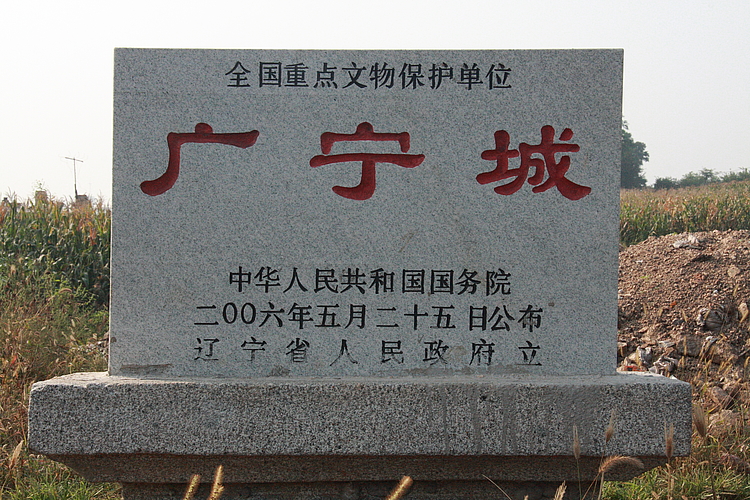 全国重点文物保护单位
广宁城
中华人民共和国国务院
二〇〇六年五月二十五日公布
辽宁省人民政府立